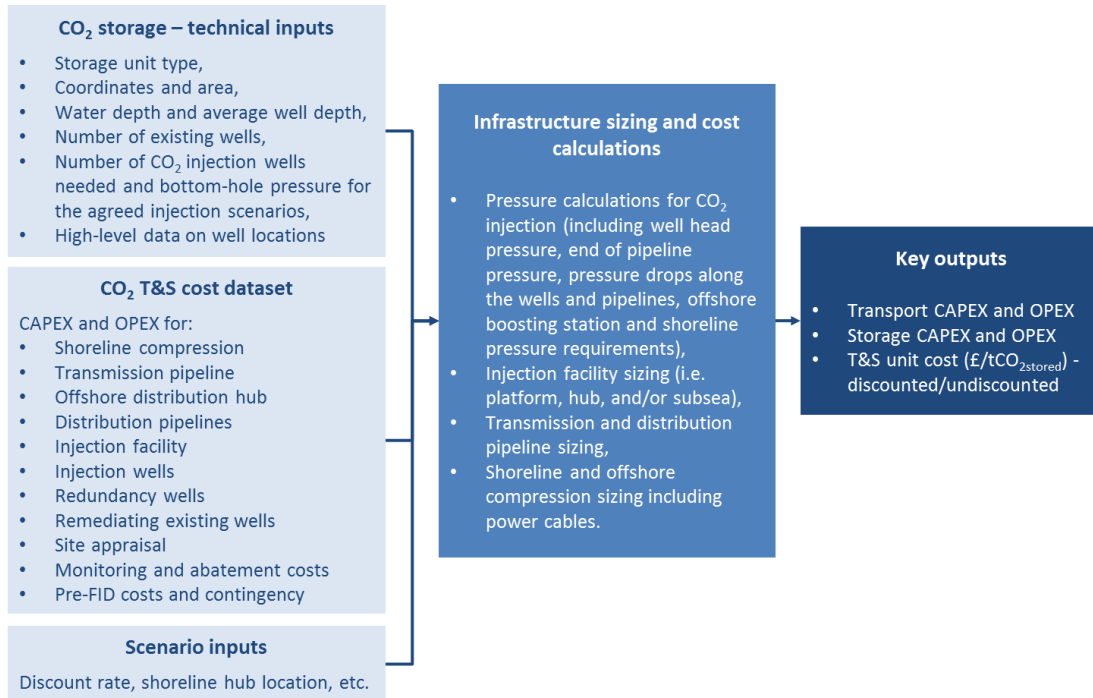 CO2 storage – technical inputs
• Storage unit type,
• Coordinates and area,
• Water depth and average well depth,
• Number of existing wells,
• Number of CO2 injection wells
needed and bottom-hole pressure for
the agreed injection scenarios,
• High-level data on well locations
CO2 T&S cost dataset
CAPEX and OPEX for:
• Shoreline compression
• Transmission pipeline
• Offshore distribution hub
• Distribution pipelines
• Injection facility
• Injection wells
• Redundancy wells
• Remediating existing wells
• Site appraisal
• Monitoring and abatement costs
• Pre-FID costs and contingency
Scenario inputs
Discount rate, shoreline hub location, etc.
Infrastructure sizing and cost
calculations
• Pressure calculations for CO2
injection (including well head
pressure, end of pipeline
pressure, pressure drops along
the wells and pipelines, offshore
boosting station and shoreline
pressure requirements),
• Injection facility sizing (i.e.
platform, hub, and/or subsea),
• Transmission and distribution
pipeline sizing,
• Shoreline and offshore
compression sizing including
power cables.
Key outputs
• Transport CAPEX and OPEX
• Storage CAPEX and OPEX
• T&S unit cost (£/tCO2stored) -
discounted/undiscounted